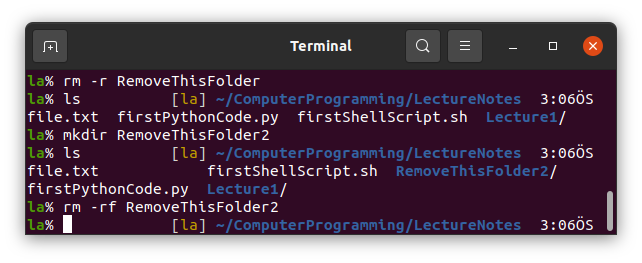 Terminal
la% rm -r RemoveThisFolder
la% ls [la] ~/ComputerProgramming/LectureNotes 3:06ÖS
file.txt firstPythonCode.py firstShellScript.sh Lecture1/
la% mkdir RemoveThisFolder2
la% ls [la] ~/ComputerProgramming/LectureNotes 3:06ÖS
file.txt firstShellScript.sh RemoveThisFolder2/
firstPythonCode.py Lecture1/
la% rm -rf RemoveThisFolder2
la% [la] ~/ComputerProgramming/LectureNotes 3:06ÖS